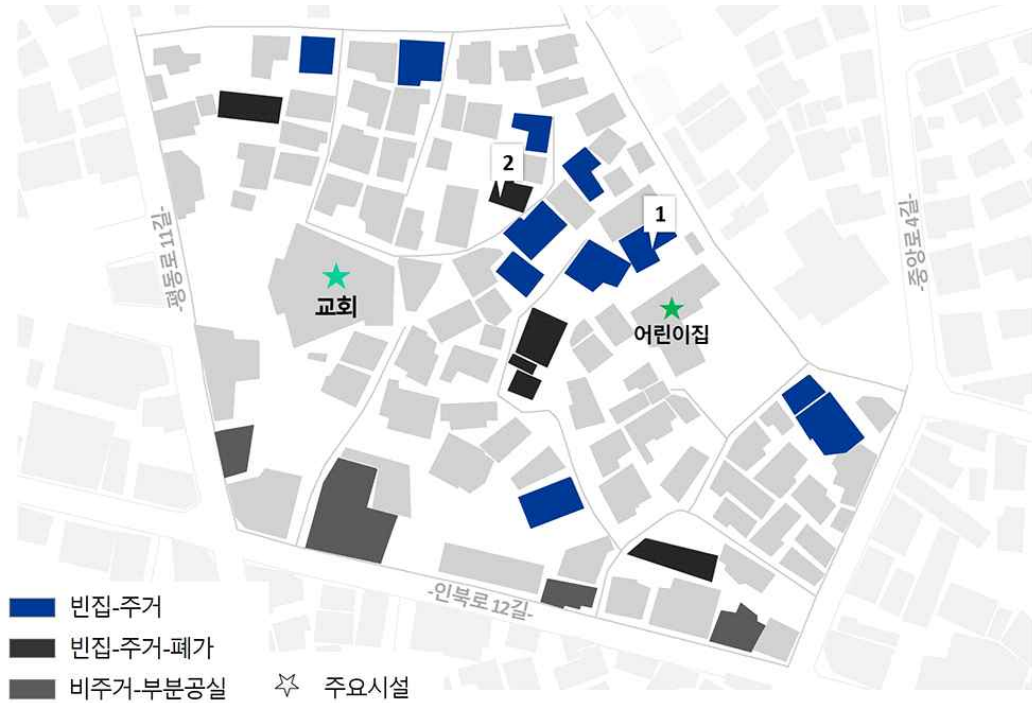 2
1
-평동로 11길-
-중앙로 4길-
교회
어린이집
-인북로 12길-
빈집-주거
빈집-주거-폐가
비주거-부분공실
주요시설